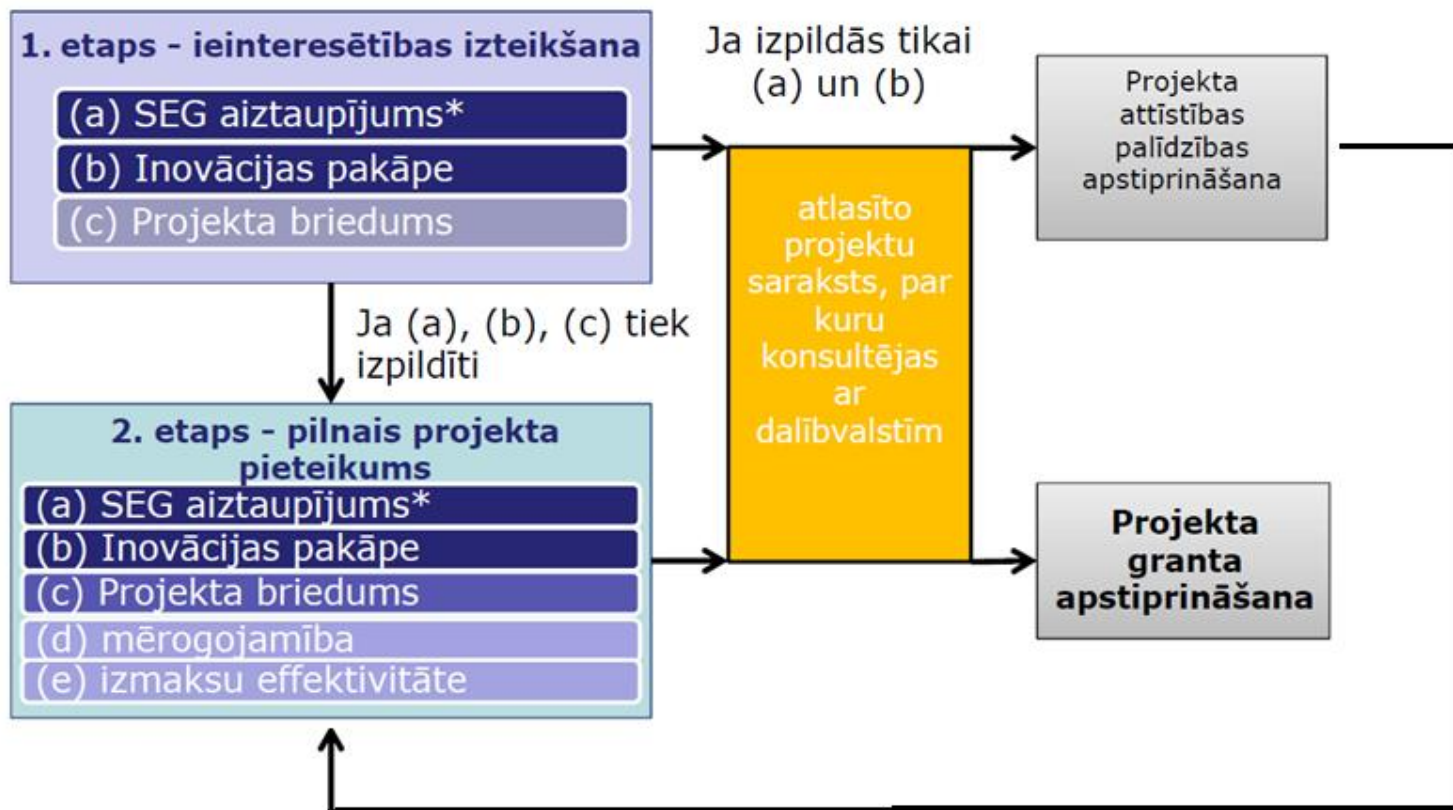 1. etaps - ieinteresētības izteikšana
(a) SEG aiztaupījums*
(b) Inovācijas pakāpe
(c) Projekta briedums
Ja izpildās tikai
(a) un (b)
Projekta
attīstības
palīdzības
apstiprināšana
atlasīto
projektu
saraksts, par
kuru
konsultējas
ar
dalībvalstīm
Ja (a), (b), (c) tiek
izpildīti
2. etaps - pilnais projekta
pieteikums
(a) SEG aiztaupījums*
(b) Inovācijas pakāpe
(c) Projekta briedums
(d) mērogojamība
(e) izmaksu effektivitāte
Projekta
granta
apstiprināšana